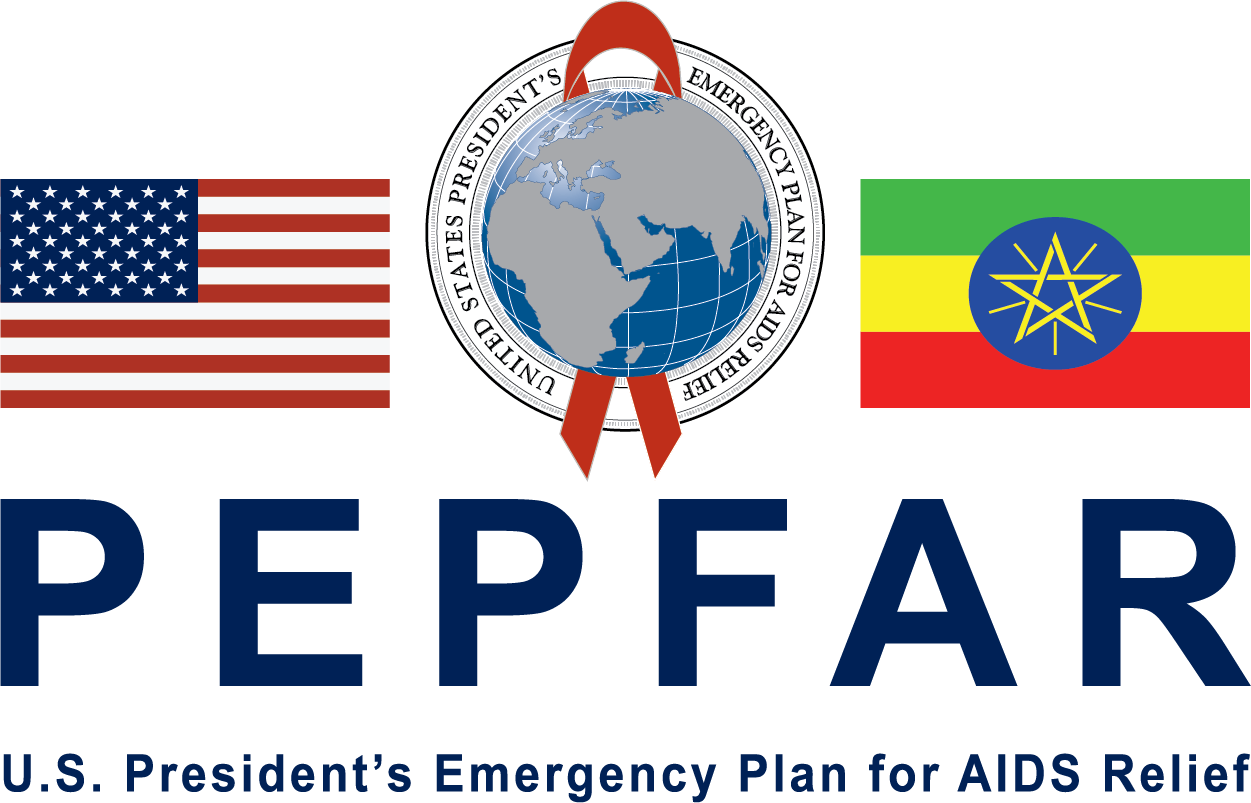 UNITED STATES PRESIDENT'S EMERGENCY PLAN FOR AIDS RELIEF
PEPFAR
U.S. President's Emergency Plan for AIDS Relief